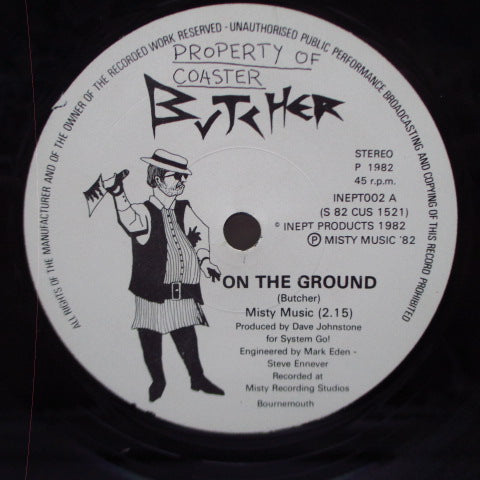 ALL RIGHTS OF THE MANUFACTURER AND OF THE OWNER OF THE RECORDED WORK RESERVED - UNAUTHORISED PUBLIC PERFORMANCE BROADCASTING AND COPYING OF THIS RECORD PROHIBITED
PROPERTY OF
COASTER
BUTCHER
STEREO
P 1982
45 r.p.m.
INEPT002 A
(S 82 CUS 1521)
© INEPT PRODUCTS 1982
Ⓟ MISTY MUSIC '82
ON THE GROUND
(Butcher)
Misty Music (2.15)
Produced by Dave Johnstone
for System Go!
Engineered by Mark Eden -
Steve Ennever
Recorded at
Misty Recording Studios
Bournemouth